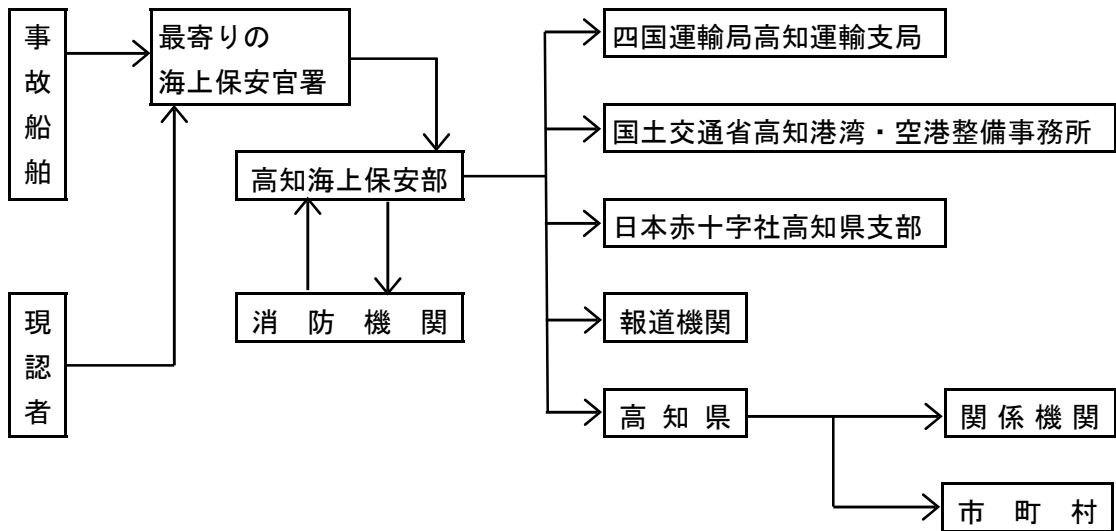 事故船舶
最寄りの
海上保安官署
四国運輸局高知運輸支局
国土交通省高知港湾・空港整備事務所
高知海上保安部
日本赤十字社高知県支部
現認者
消防機関
報道機関
高知県
関係機関
市町村